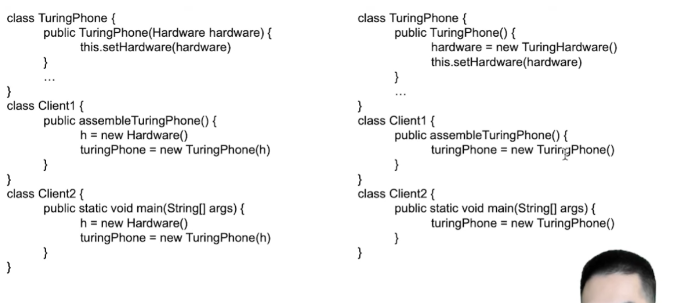 class TuringPhone {
public TuringPhone(Hardware hardware) {
this.setHardware(hardware)
}
...
}
class Client1 {
public assembleTuringPhone() {
h = new Hardware()
turingPhone = new TuringPhone(h)
}
}
class Client2 {
public static void main(String[] args) {
h = new Hardware()
turingPhone = new TuringPhone(h)
}
}
class TuringPhone {
public TuringPhone() {
hardware = new TuringHardware()
this.setHardware(hardware)
}
...
}
class Client1 {
public assembleTuringPhone() {
turingPhone = new TuringPhone()
}
}
class Client2 {
public static void main(String[] args) {
turingPhone = new TuringPhone()
}
}